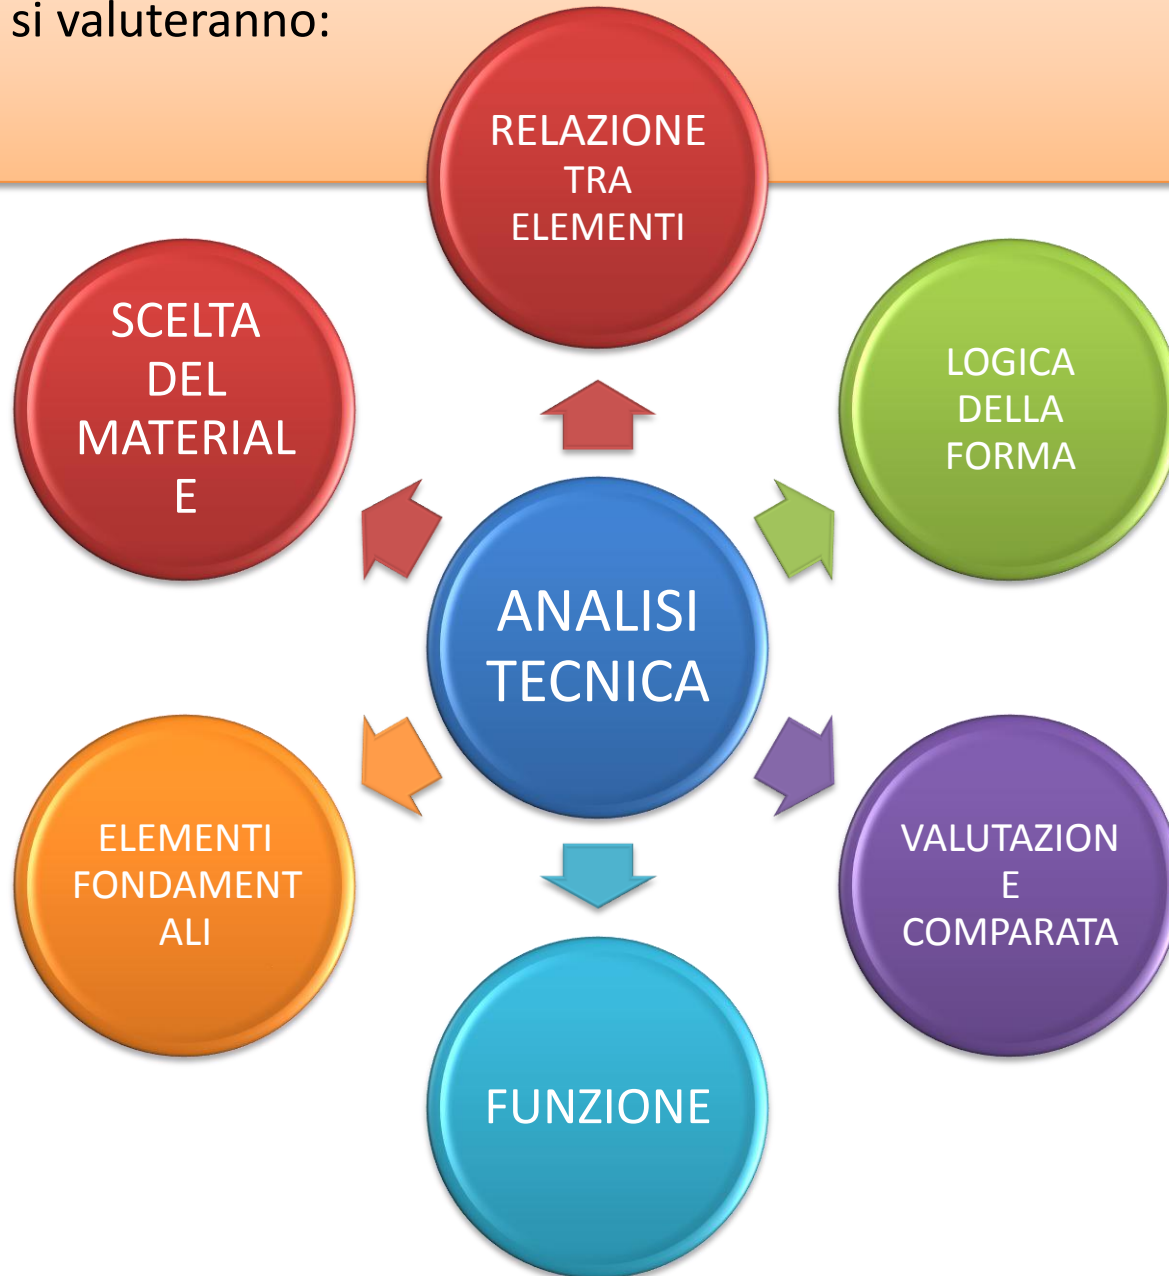 si valuteranno:
RELAZIONE
TRA
ELEMENTI
SCELTA
DEL
MATERIAL
E
LOGICA
DELLA
FORMA
ANALISI
TECNICA
ELEMENTI
FONDAMENT
ALI
VALUTAZION
E
COMPARATA
FUNZIONE